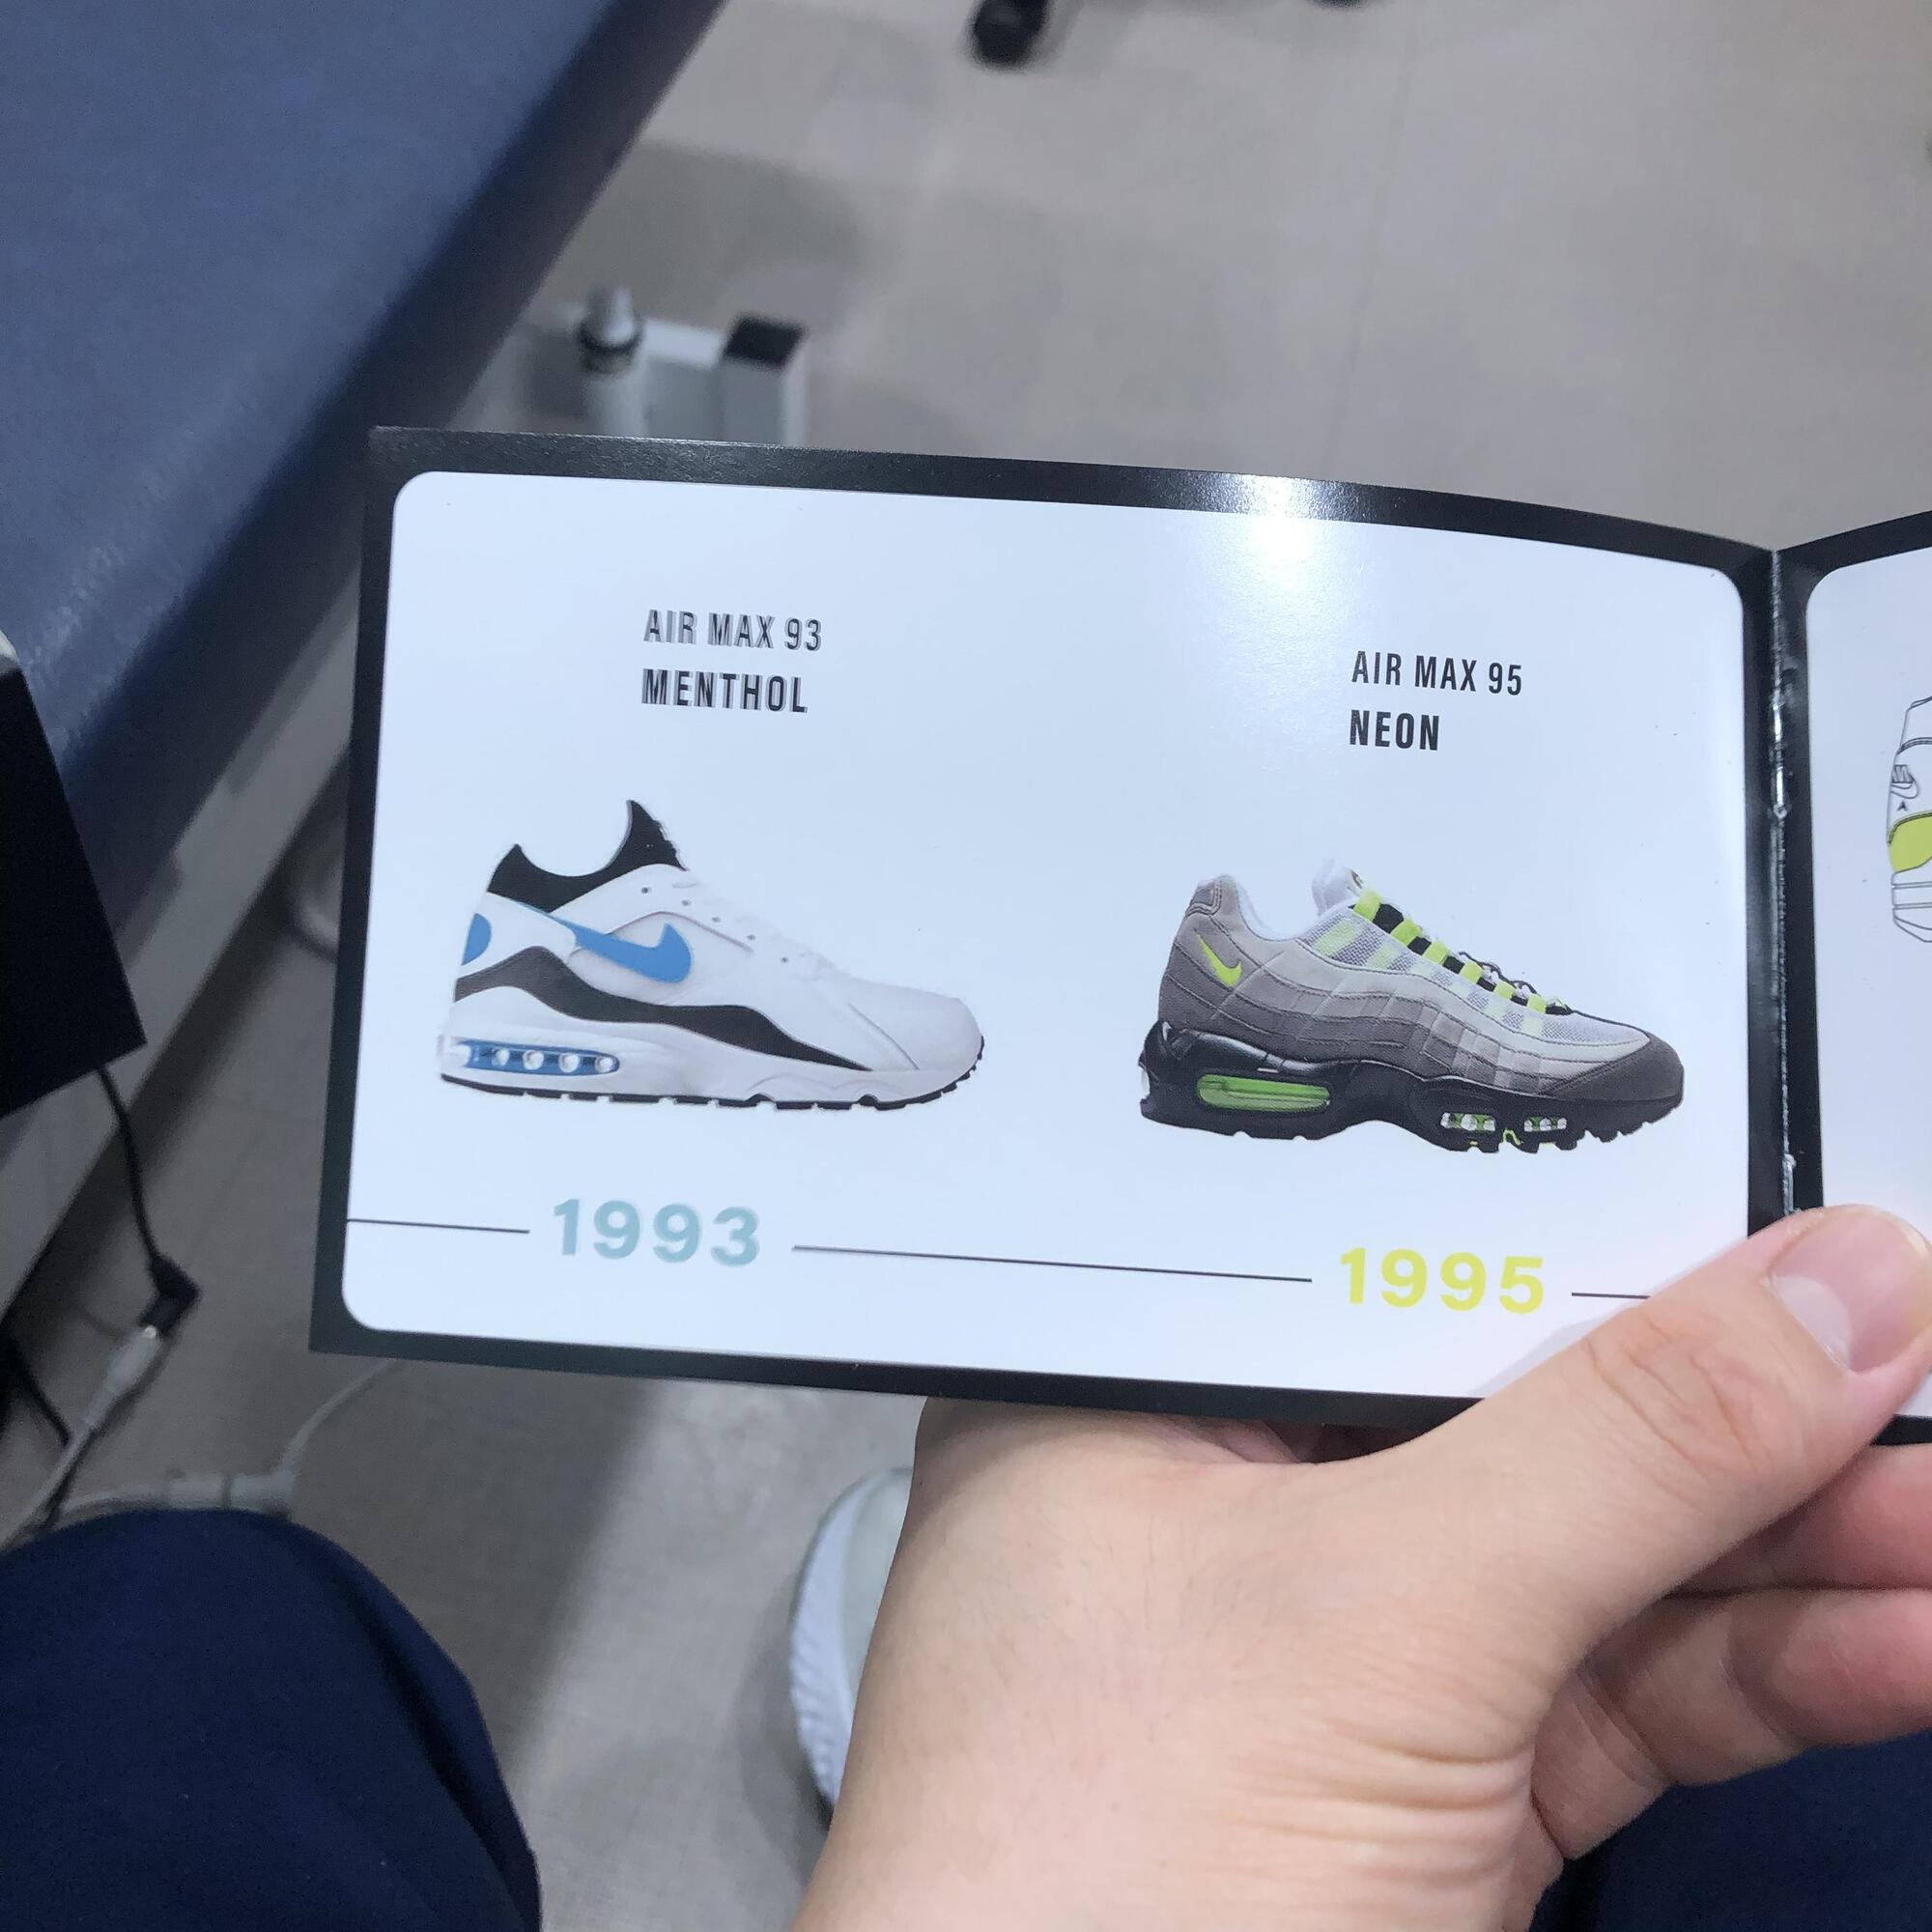 AIR MAX 93
MENTHOL
AIR MAX 95
NEON
1993
1995